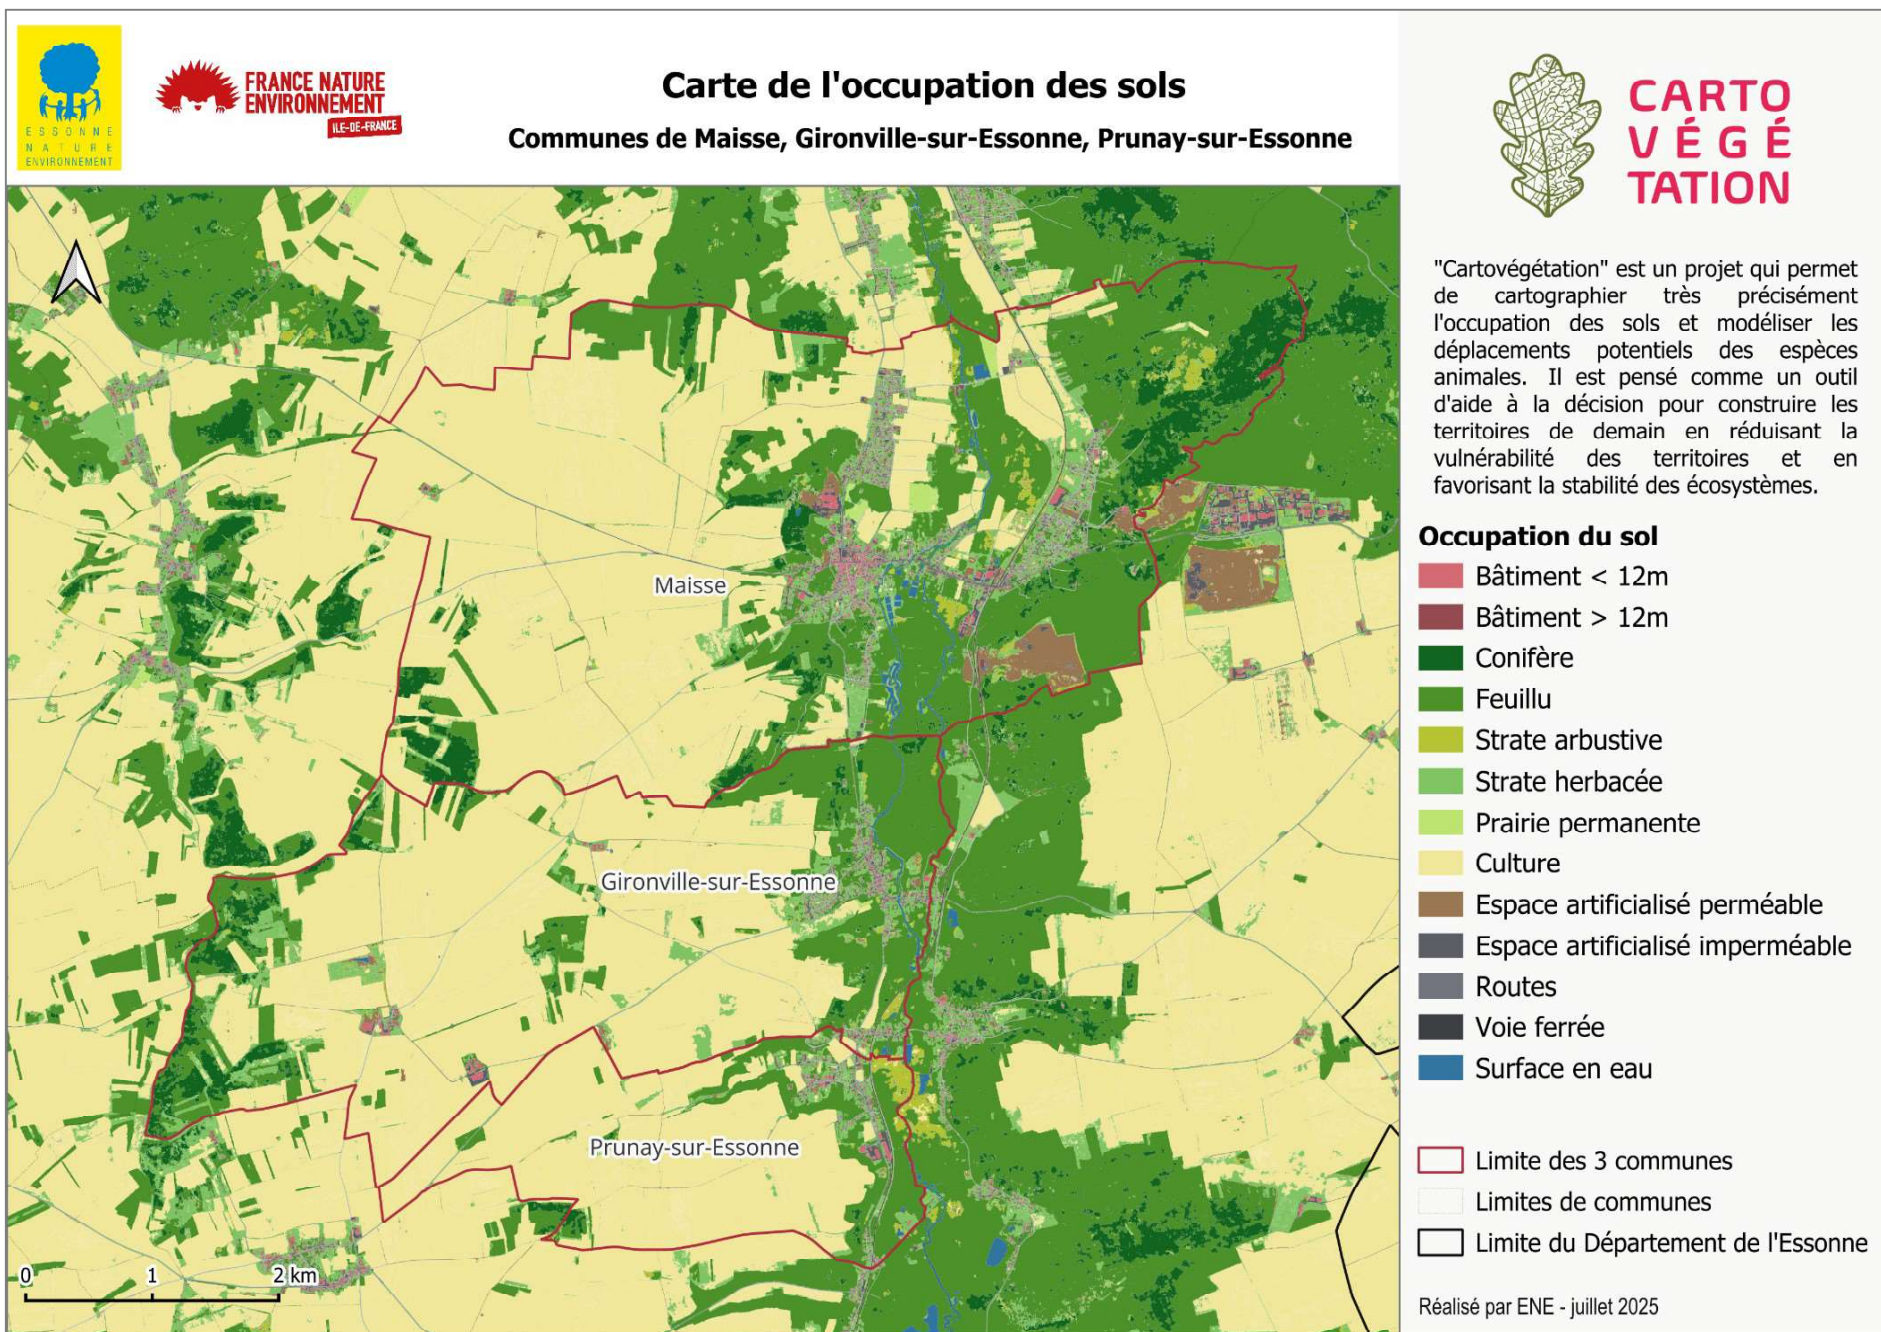 ESSONNE
NATURE
ENVIRONNEMENT
FRANCE NATURE
ENVIRONNEMENT
ILE-DE-FRANCE
Carte de l'occupation des sols
Communes de Maisse, Gironville-sur-Essonne, Prunay-sur-Essonne
CARTO
VÉGÉ
TATION
"Cartovégétation" est un projet qui permet
de cartographier très précisément
l'occupation des sols et modéliser les
déplacements potentiels des espèces
animales. Il est pensé comme un outil
d'aide à la décision pour construire les
territoires de demain en réduisant la
vulnérabilité des territoires et en
favorisant la stabilité des écosystèmes.
Occupation du sol
Bâtiment < 12m
Bâtiment > 12m
Conifère
Feuillu
Strate arbustive
Strate herbacée
Prairie permanente
Culture
Espace artificialisé perméable
Espace artificialisé imperméable
Routes
Voie ferrée
Surface en eau
Limite des 3 communes
Limites de communes
Limite du Département de l'Essonne
Réalisé par ENE - juillet 2025
Maisse
Gironville-sur-Essonne
Prunay-sur-Essonne
0 1 2 km